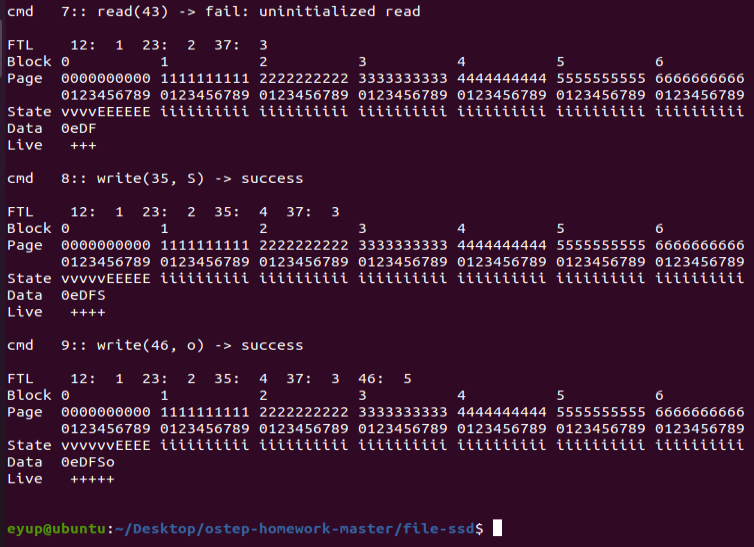 cmd   7:: read(43) -> fail: uninitialized read

FTL    12:  1  23:  2  37:  3
Block 0          1          2          3          4          5          6
Page  0000000000 1111111111 2222222222 3333333333 4444444444 5555555555 6666666666
      0123456789 0123456789 0123456789 0123456789 0123456789 0123456789 0123456789
State vvvvEEEEEE iiiiiiiiii iiiiiiiiii iiiiiiiiii iiiiiiiiii iiiiiiiiii iiiiiiiiii
Data  0eDF
Live   +++

cmd   8:: write(35, S) -> success

FTL    12:  1  23:  2  35:  4  37:  3
Block 0          1          2          3          4          5          6
Page  0000000000 1111111111 2222222222 3333333333 4444444444 5555555555 6666666666
      0123456789 0123456789 0123456789 0123456789 0123456789 0123456789 0123456789
State vvvvvEEEEE iiiiiiiiii iiiiiiiiii iiiiiiiiii iiiiiiiiii iiiiiiiiii iiiiiiiiii
Data  0eDFS
Live   ++++

cmd   9:: write(46, o) -> success

FTL    12:  1  23:  2  35:  4  37:  3  46:  5
Block 0          1          2          3          4          5          6
Page  0000000000 1111111111 2222222222 3333333333 4444444444 5555555555 6666666666
      0123456789 0123456789 0123456789 0123456789 0123456789 0123456789 0123456789
State vvvvvvEEEE iiiiiiiiii iiiiiiiiii iiiiiiiiii iiiiiiiiii iiiiiiiiii iiiiiiiiii
Data  0eDFSo
Live   +++++

eyup@ubuntu:~/Desktop/ostep-homework-master/file-ssd$